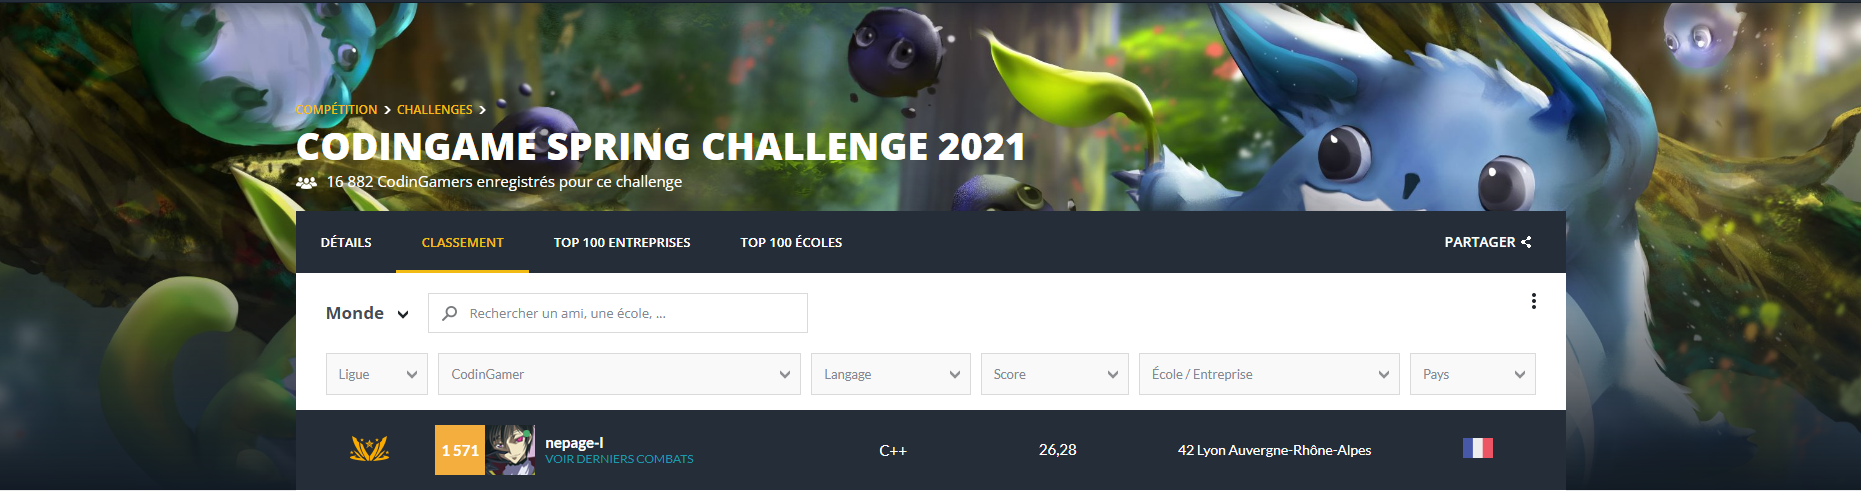 COMPÉTITION > CHALLENGES >
CODINGAME SPRING CHALLENGE 2021
16 882 CodinGamers enregistrés pour ce challenge
DÉTAILS CLASSEMENT TOP 100 ENTREPRISES TOP 100 ÉCOLES PARTAGER
Monde Rechercher un ami, une école, ...
Ligue CodinGamer Langage Score École / Entreprise Pays
1 571 nepage-l C++ 26,28 42 Lyon Auvergne-Rhône-Alpes
VOIR DERNIERS COMBATS